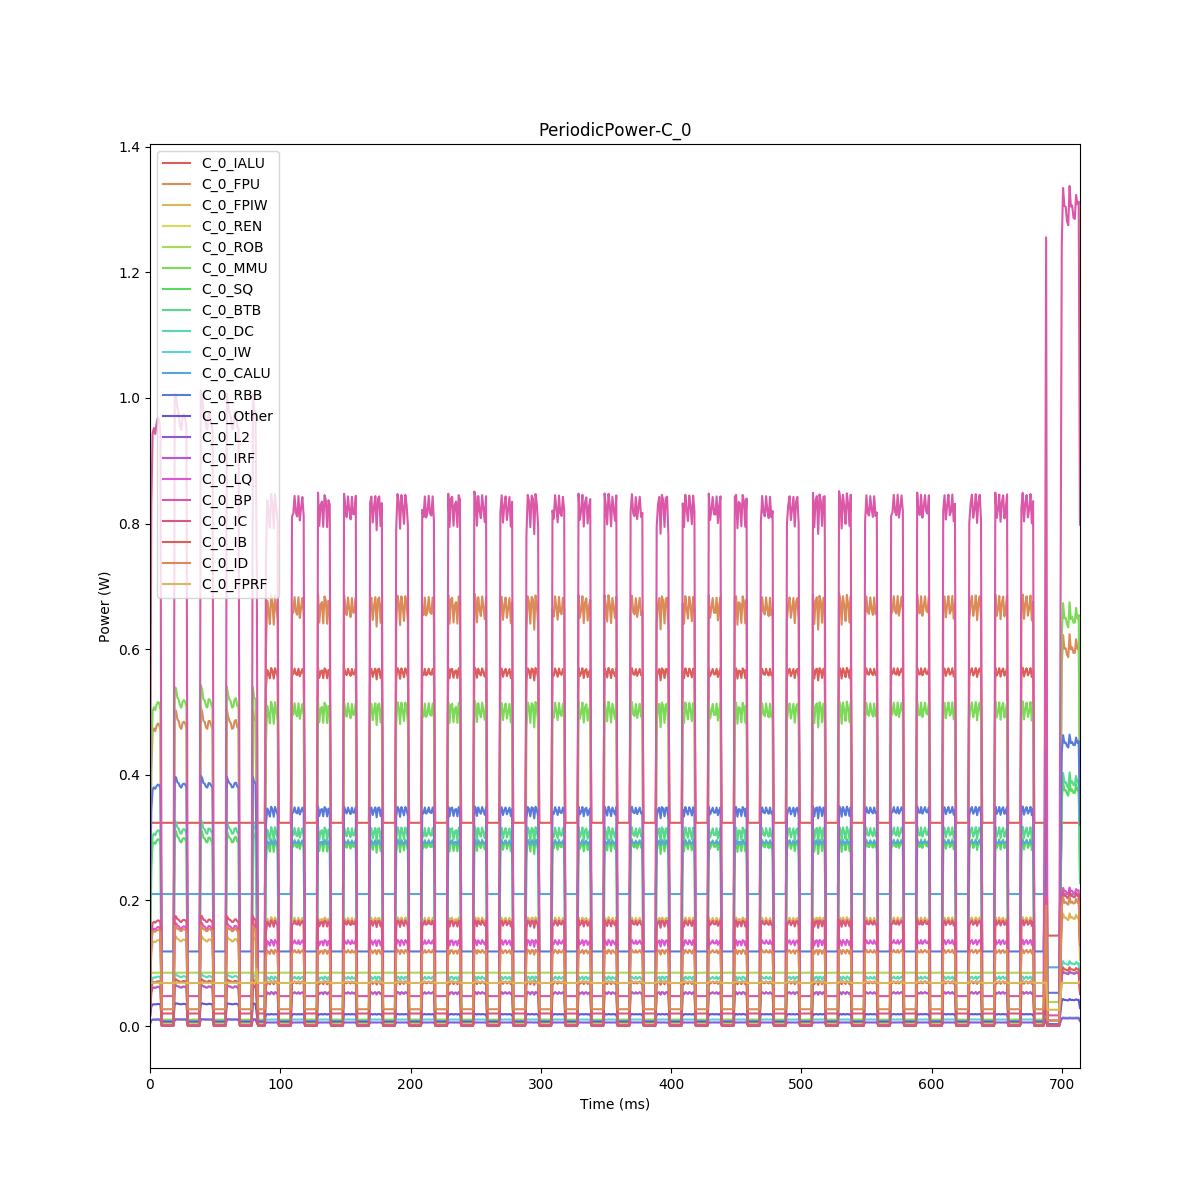 PeriodicPower-C_0
1.4
1.2
1.0
0.8
0.6
0.4
0.2
0.0
Power (W)
C_0_IALU
C_0_FPU
C_0_FPIW
C_0_REN
C_0_ROB
C_0_MMU
C_0_SQ
C_0_BTB
C_0_DC
C_0_IW
C_0_CALU
C_0_RBB
C_0_Other
C_0_L2
C_0_IRF
C_0_LQ
C_0_BP
C_0_IC
C_0_IB
C_0_ID
C_0_FPRF
0 100 200 300 400 500 600 700
Time (ms)